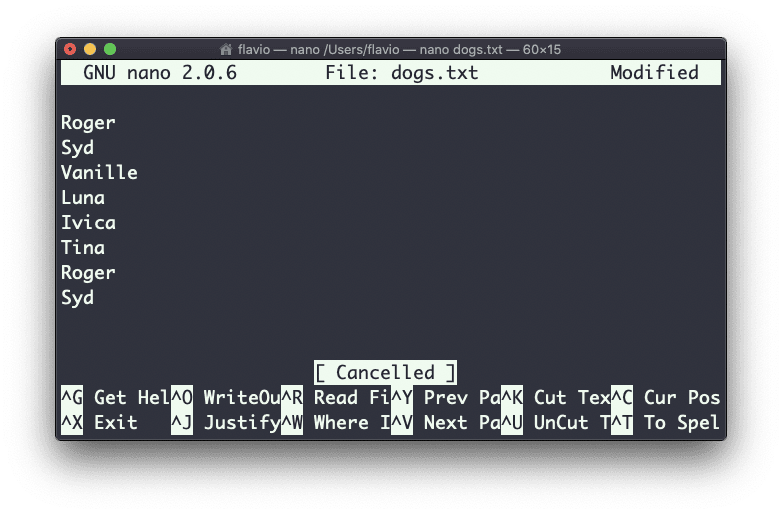 flavio — nano /Users/flavio — nano dogs.txt — 60×15
GNU nano 2.0.6 File: dogs.txt Modified
Roger
Syd
Vanille
Luna
Ivica
Tina
Roger
Syd
[ Cancelled ]
^G Get Hel^O WriteOu^R Read Fi^Y Prev Pa^K Cut Tex^C Cur Pos
^X Exit ^J Justify^W Where I^V Next Pa^U UnCut T^T To Spel